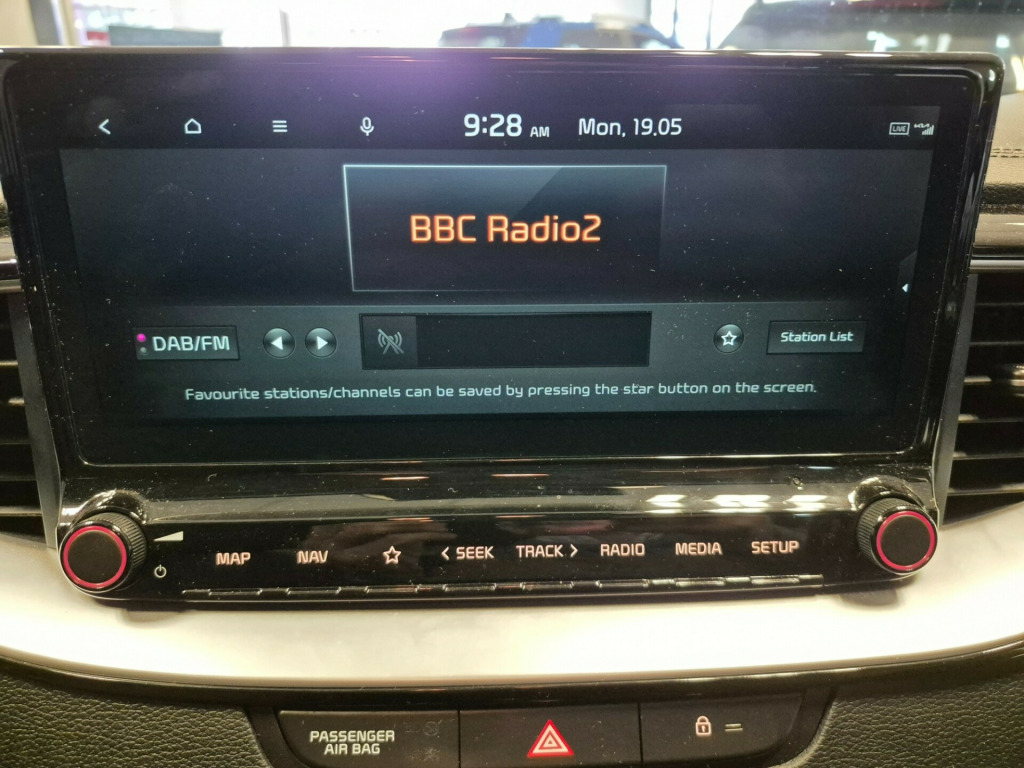 9:28 AM Mon, 19.05 LIVE
BBC Radio2
DAB/FM Station List
Favourite stations/channels can be saved by pressing the star button on the screen.
MAP NAV < SEEK TRACK > RADIO MEDIA SETUP
PASSENGER
AIR BAG